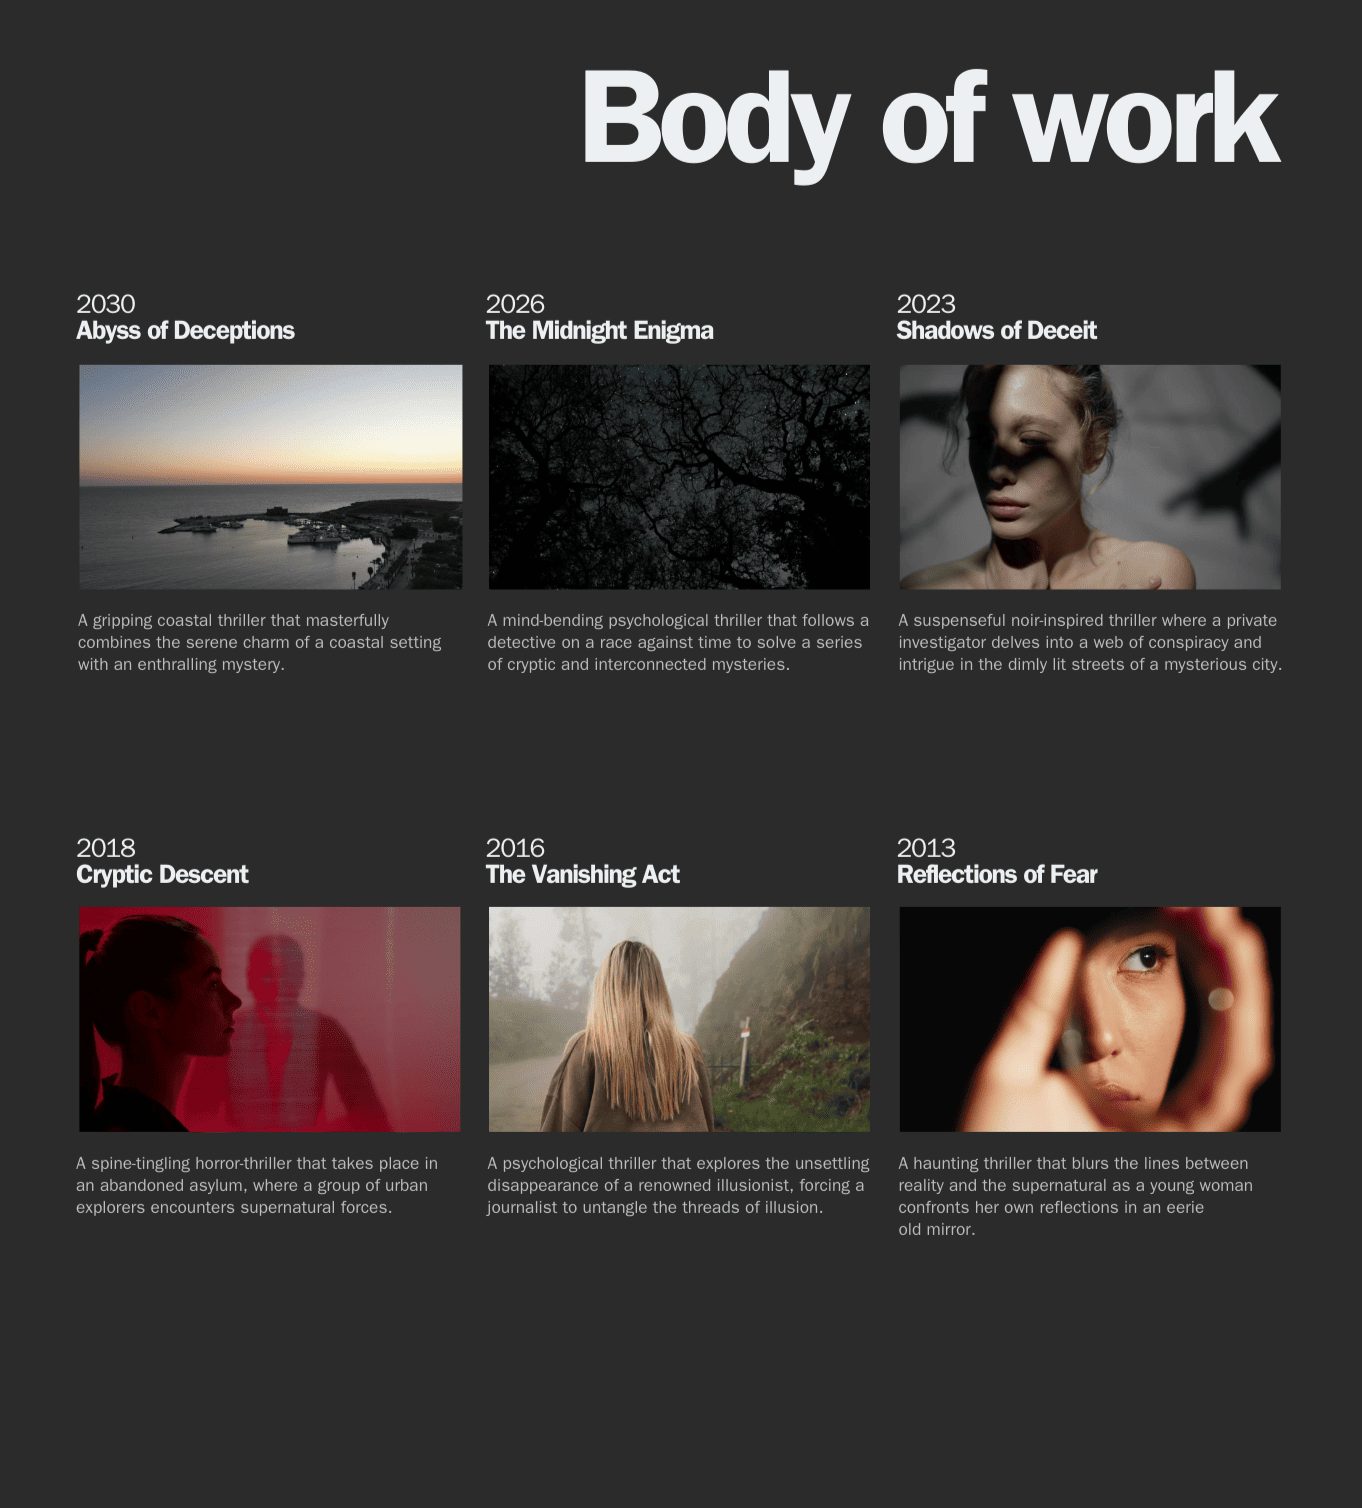 Body of work
2030
Abyss of Deceptions
A gripping coastal thriller that masterfully
combines the serene charm of a coastal setting
with an enthralling mystery.
2026
The Midnight Enigma
A mind-bending psychological thriller that follows a
detective on a race against time to solve a series
of cryptic and interconnected mysteries.
2023
Shadows of Deceit
A suspenseful noir-inspired thriller where a private
investigator delves into a web of conspiracy and
intrigue in the dimly lit streets of a mysterious city.
2018
Cryptic Descent
A spine-tingling horror-thriller that takes place in
an abandoned asylum, where a group of urban
explorers encounters supernatural forces.
2016
The Vanishing Act
A psychological thriller that explores the unsettling
disappearance of a renowned illusionist, forcing a
journalist to untangle the threads of illusion.
2013
Reflections of Fear
A haunting thriller that blurs the lines between
reality and the supernatural as a young woman
confronts her own reflections in an eerie
old mirror.